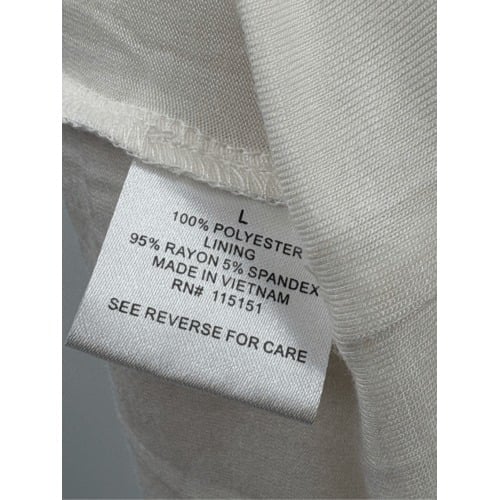 L
100% POLYESTER
LINING
95% RAYON 5% SPANDEX
MADE IN VIETNAM
RN# 115151
SEE REVERSE FOR CARE